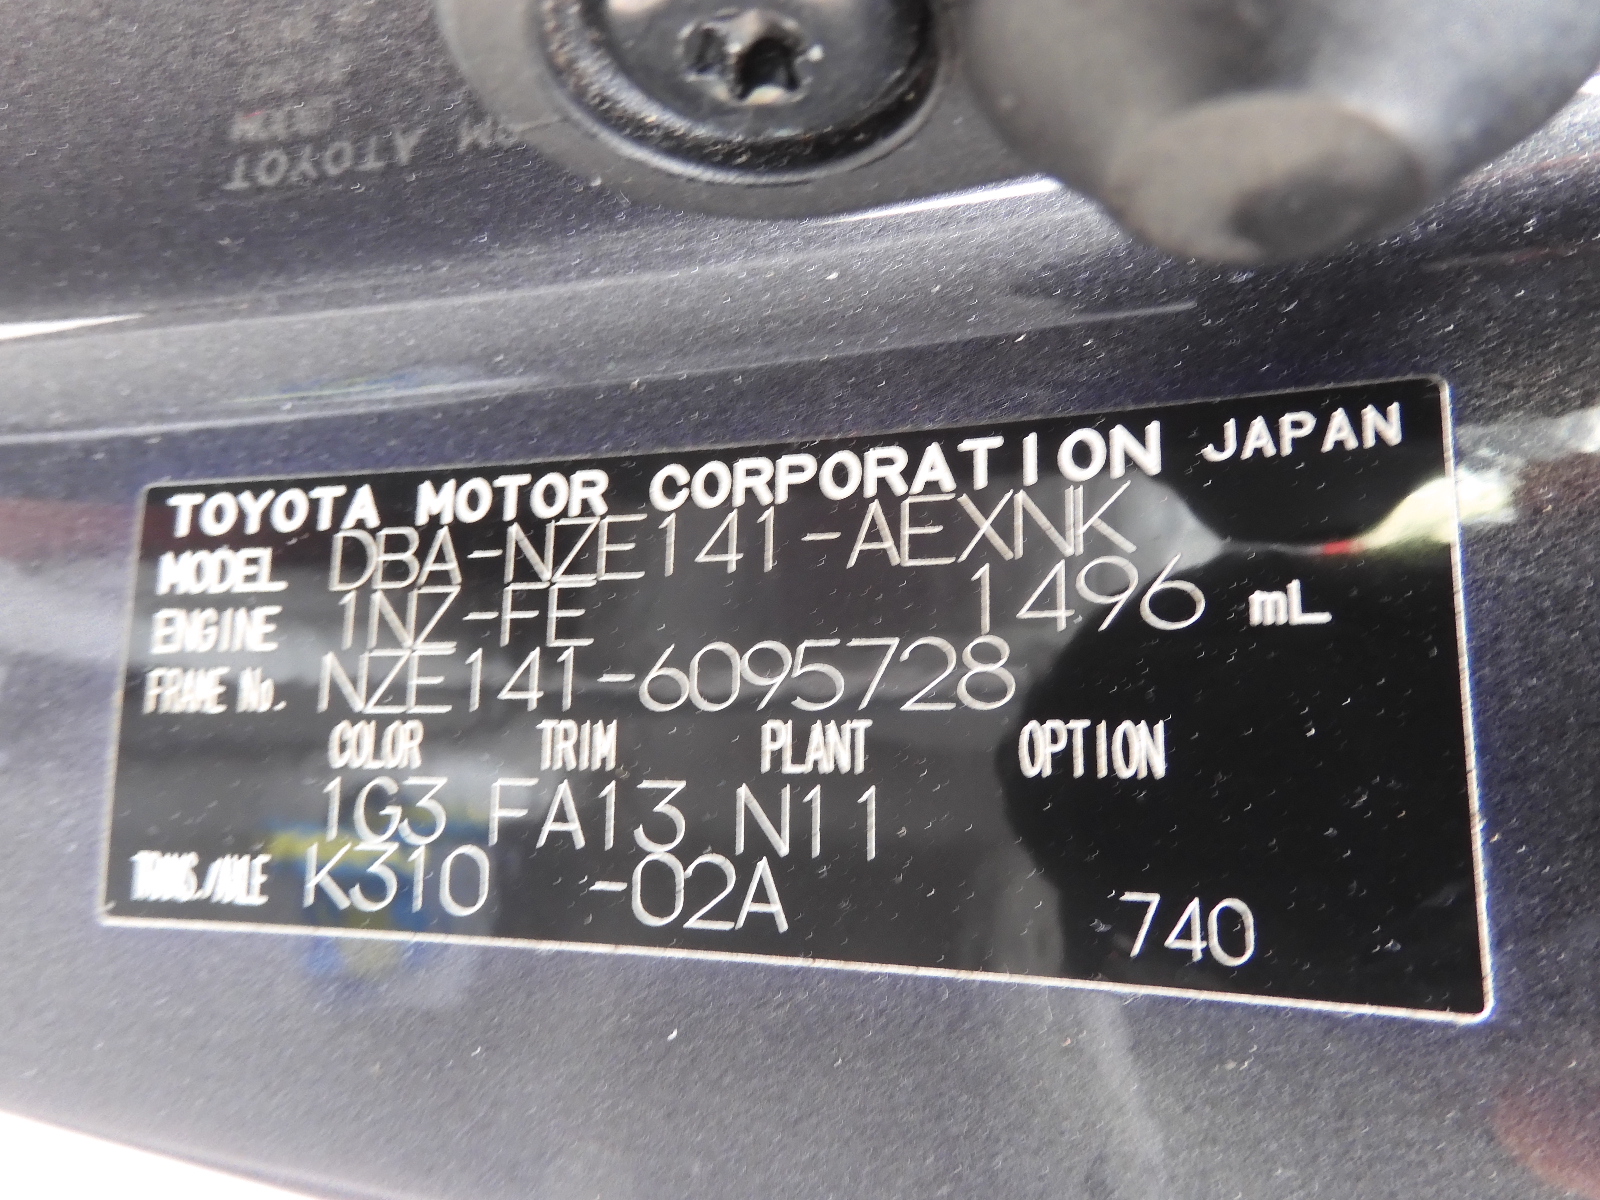 TOYOTA MOTOR CORPORATION JAPAN
MODEL DBA-NZE141-AEXNK
ENGINE 1NZ-FE 1496 mL
FRAME No. NZE141-6095728
COLOR TRIM PLANT OPTION
1G3 FA13 N11
TRANS./AXLE K310 -02A 740